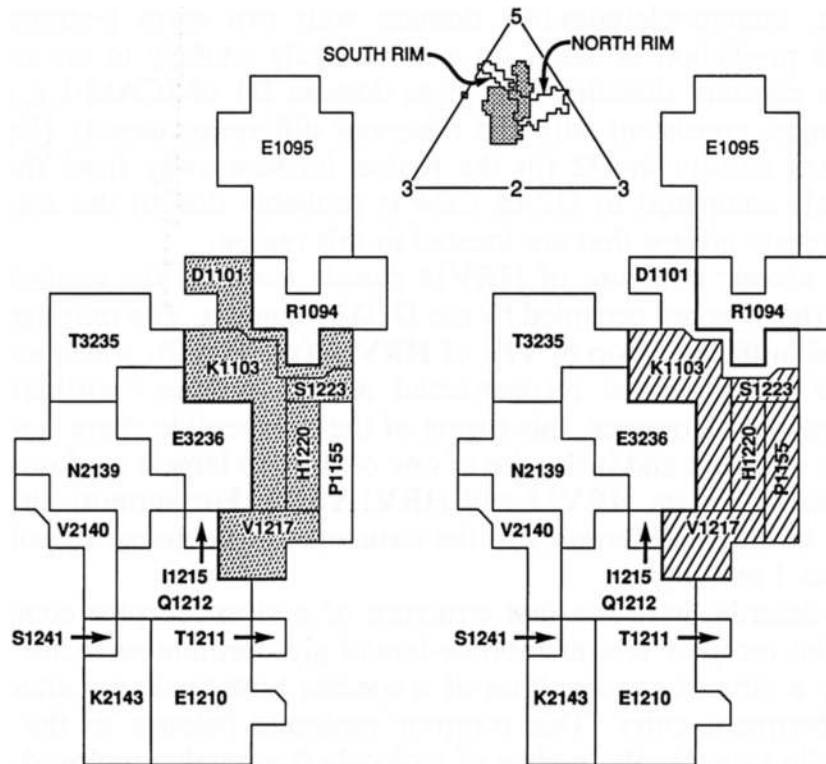 5
SOUTH RIM
NORTH RIM
3
2
3
E1095
D1101
R1094
T3235
K1103
S1223
E3236
H1220
P1155
N2139
V2140
V1217
I1215
Q1212
S1241
T1211
K2143
E1210
E1095
D1101
R1094
T3235
K1103
S1223
E3236
H1220
P1155
N2139
V2140
V1217
I1215
Q1212
S1241
T1211
K2143
E1210